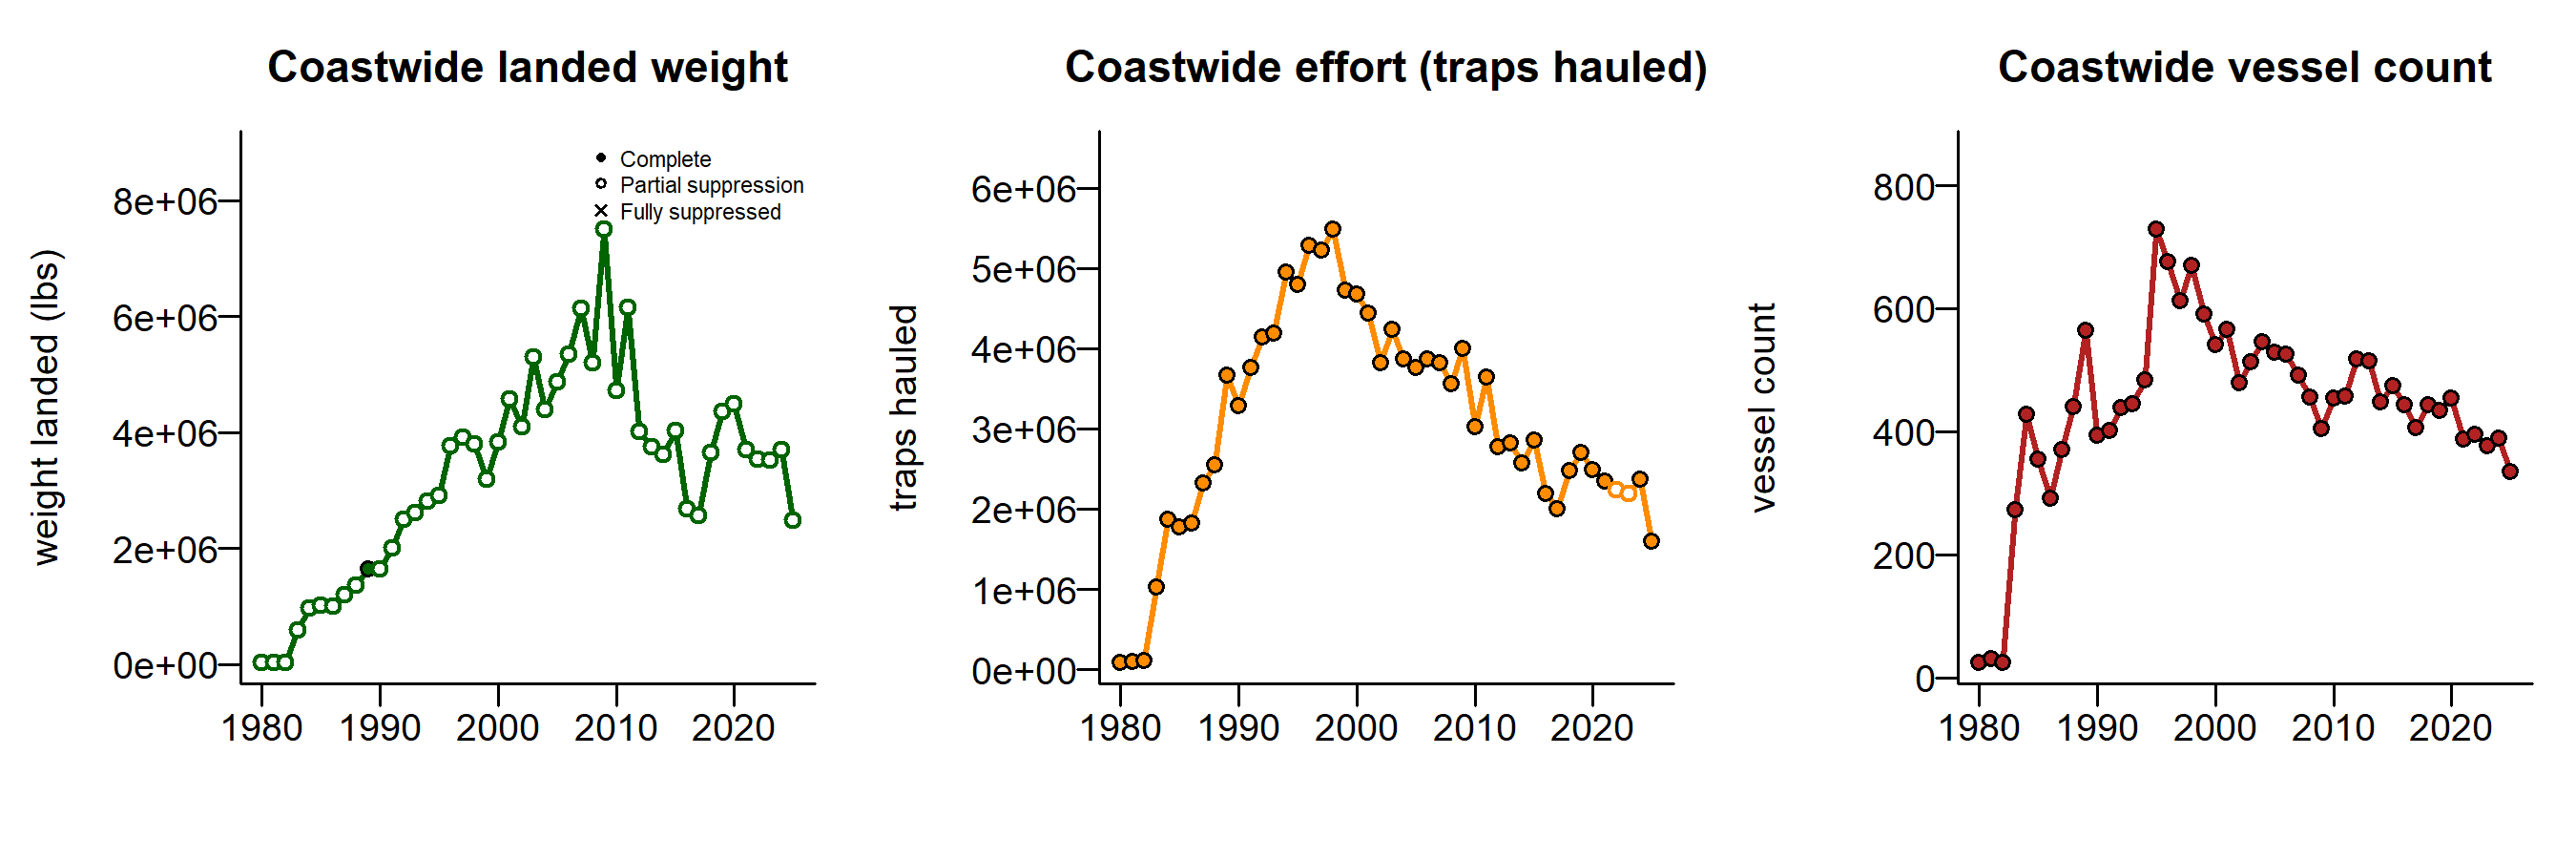 Coastwide landed weight
weight landed (lbs)
8e+06
6e+06
4e+06
2e+06
0e+00
1980 1990 2000 2010 2020
Complete
Partial suppression
Fully suppressed
Coastwide effort (traps hauled)
traps hauled
6e+06
5e+06
4e+06
3e+06
2e+06
1e+06
0e+00
1980 1990 2000 2010 2020
Coastwide vessel count
vessel count
800
600
400
200
0
1980 1990 2000 2010 2020